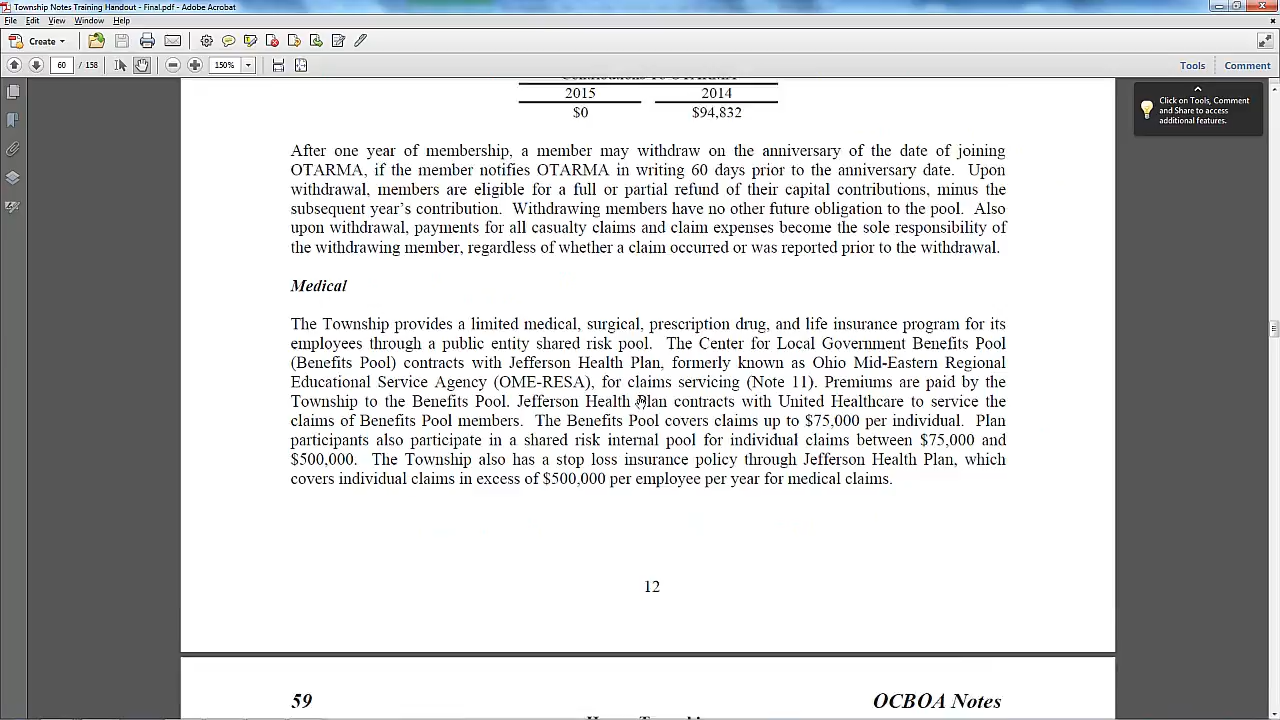 Township Notes Training Handout - Final.pdf - Adobe Acrobat
File Edit View Window Help
Create
60 / 158 150% Tools Comment
Contributions To OTARMA
2015 2014
$0 $94,832
Click on Tools, Comment
and Share to access
additional features.
After one year of membership, a member may withdraw on the anniversary of the date of joining
OTARMA, if the member notifies OTARMA in writing 60 days prior to the anniversary date. Upon
withdrawal, members are eligible for a full or partial refund of their capital contributions, minus the
subsequent year's contribution. Withdrawing members have no other future obligation to the pool. Also
upon withdrawal, payments for all casualty claims and claim expenses become the sole responsibility of
the withdrawing member, regardless of whether a claim occurred or was reported prior to the withdrawal.
Medical
The Township provides a limited medical, surgical, prescription drug, and life insurance program for its
employees through a public entity shared risk pool. The Center for Local Government Benefits Pool
(Benefits Pool) contracts with Jefferson Health Plan, formerly known as Ohio Mid-Eastern Regional
Educational Service Agency (OME-RESA), for claims servicing (Note 11). Premiums are paid by the
Township to the Benefits Pool. Jefferson Health Plan contracts with United Healthcare to service the
claims of Benefits Pool members. The Benefits Pool covers claims up to $75,000 per individual. Plan
participants also participate in a shared risk internal pool for individual claims between $75,000 and
$500,000. The Township also has a stop loss insurance policy through Jefferson Health Plan, which
covers individual claims in excess of $500,000 per employee per year for medical claims.
12
59 OCBOA Notes